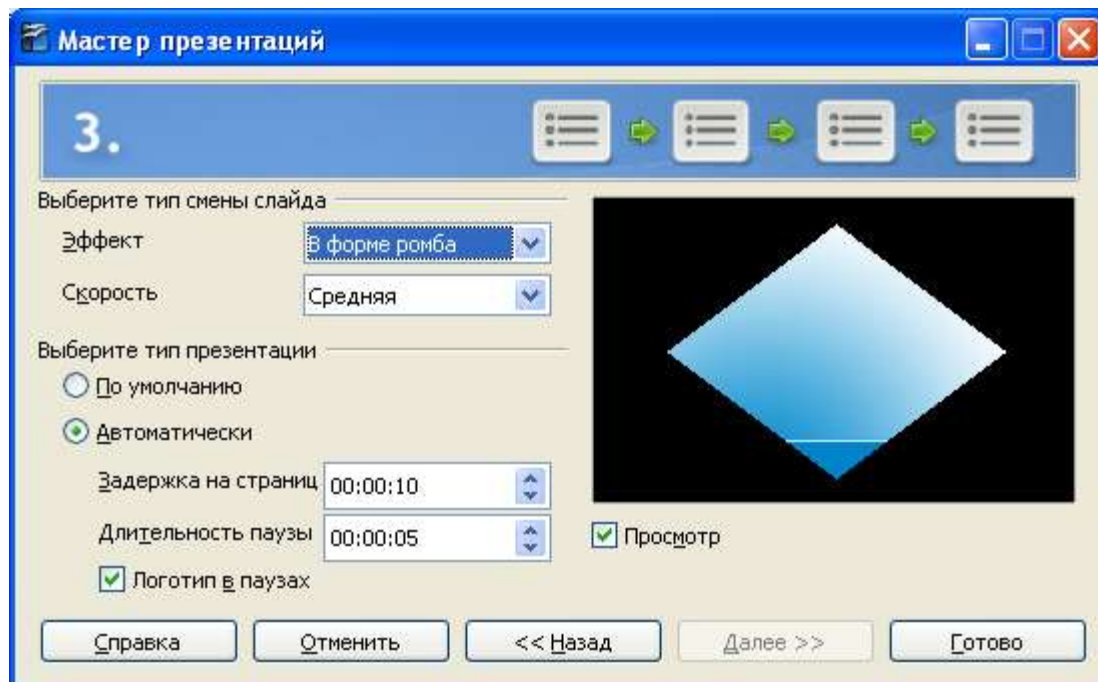 Мастер презентаций
3.
Выберите тип смены слайда
Эффект
В форме ромба
Скорость
Средняя
Выберите тип презентации
По умолчанию
Автоматически
Задержка на страниц
00:00:10
Длительность паузы
00:00:05
Просмотр
Логотип в паузах
Справка
Отменить
<< Назад
Далее >>
Готово